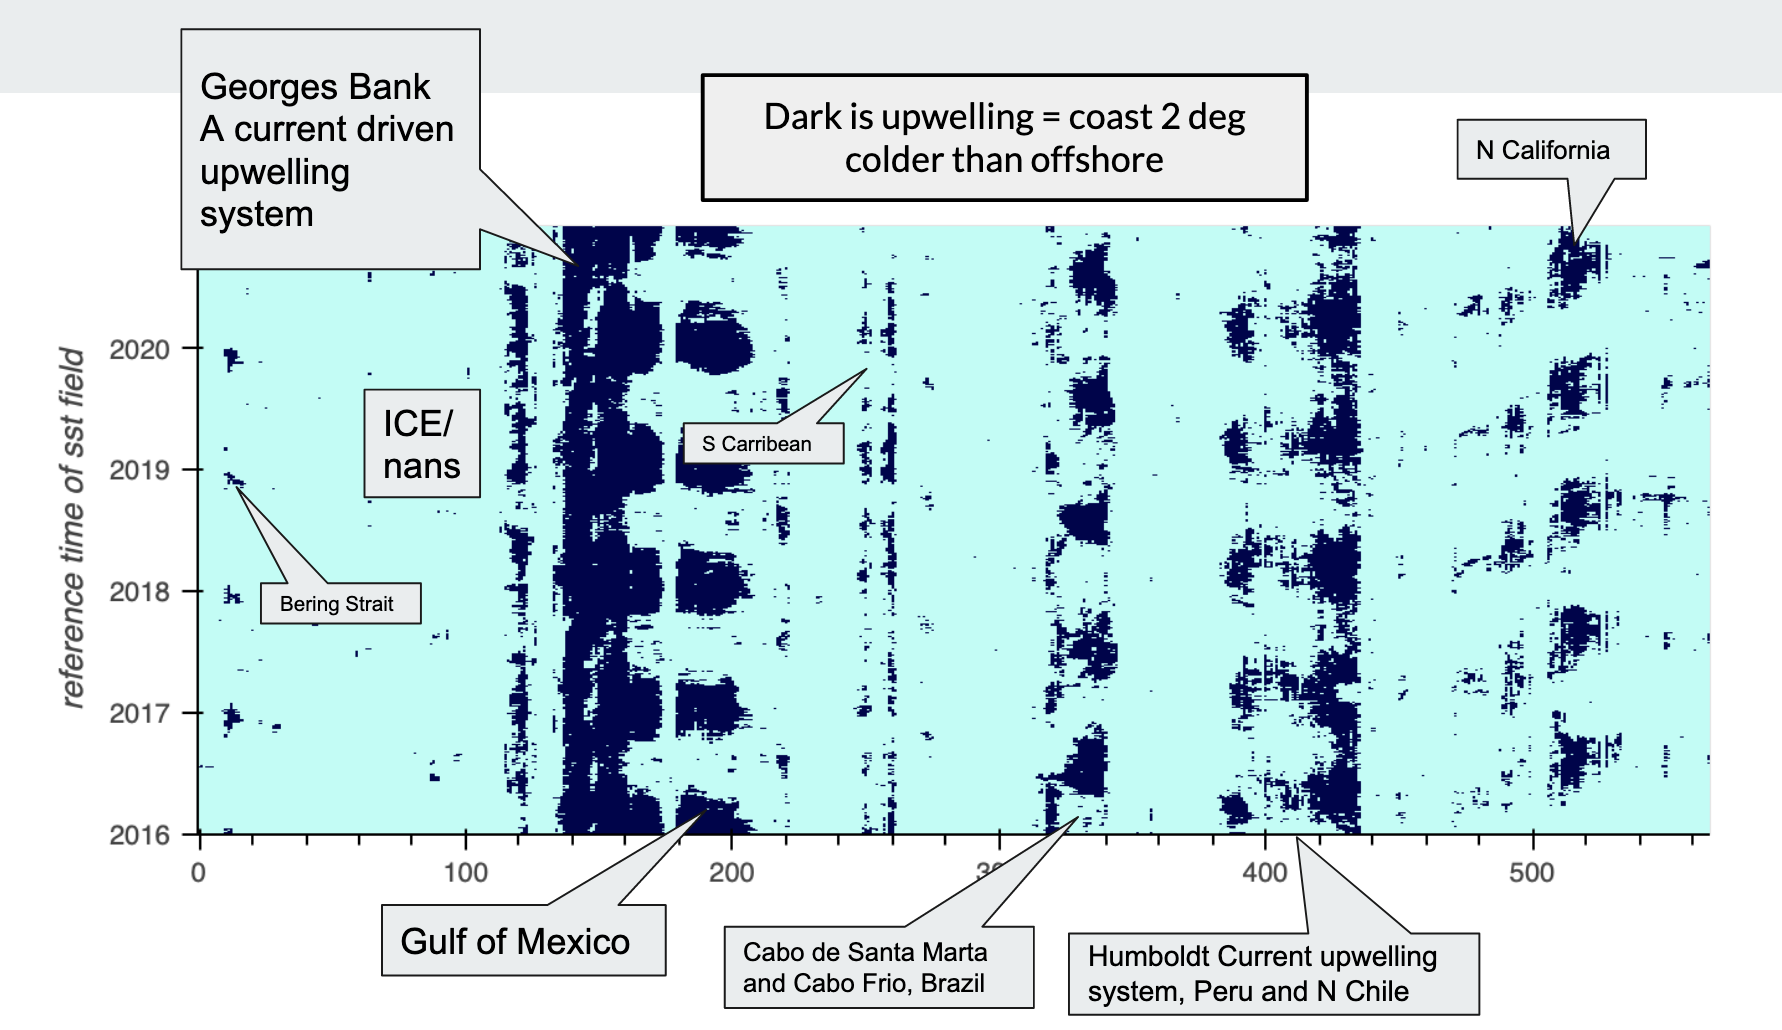 Georges Bank
A current driven
upwelling
system
Dark is upwelling = coast 2 deg
colder than offshore
N California
reference time of sst field
2020
2019
2018
2017
2016
ICE/
nans
S Carribean
Bering Strait
0
100
200
400
500
Gulf of Mexico
Cabo de Santa Marta
and Cabo Frio, Brazil
Humboldt Current upwelling
system, Peru and N Chile